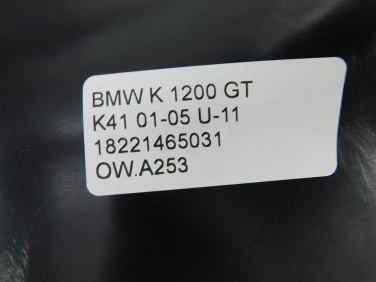 BMW K 1200 GT
K41 01-05 U-11
18221465031
OW.A253